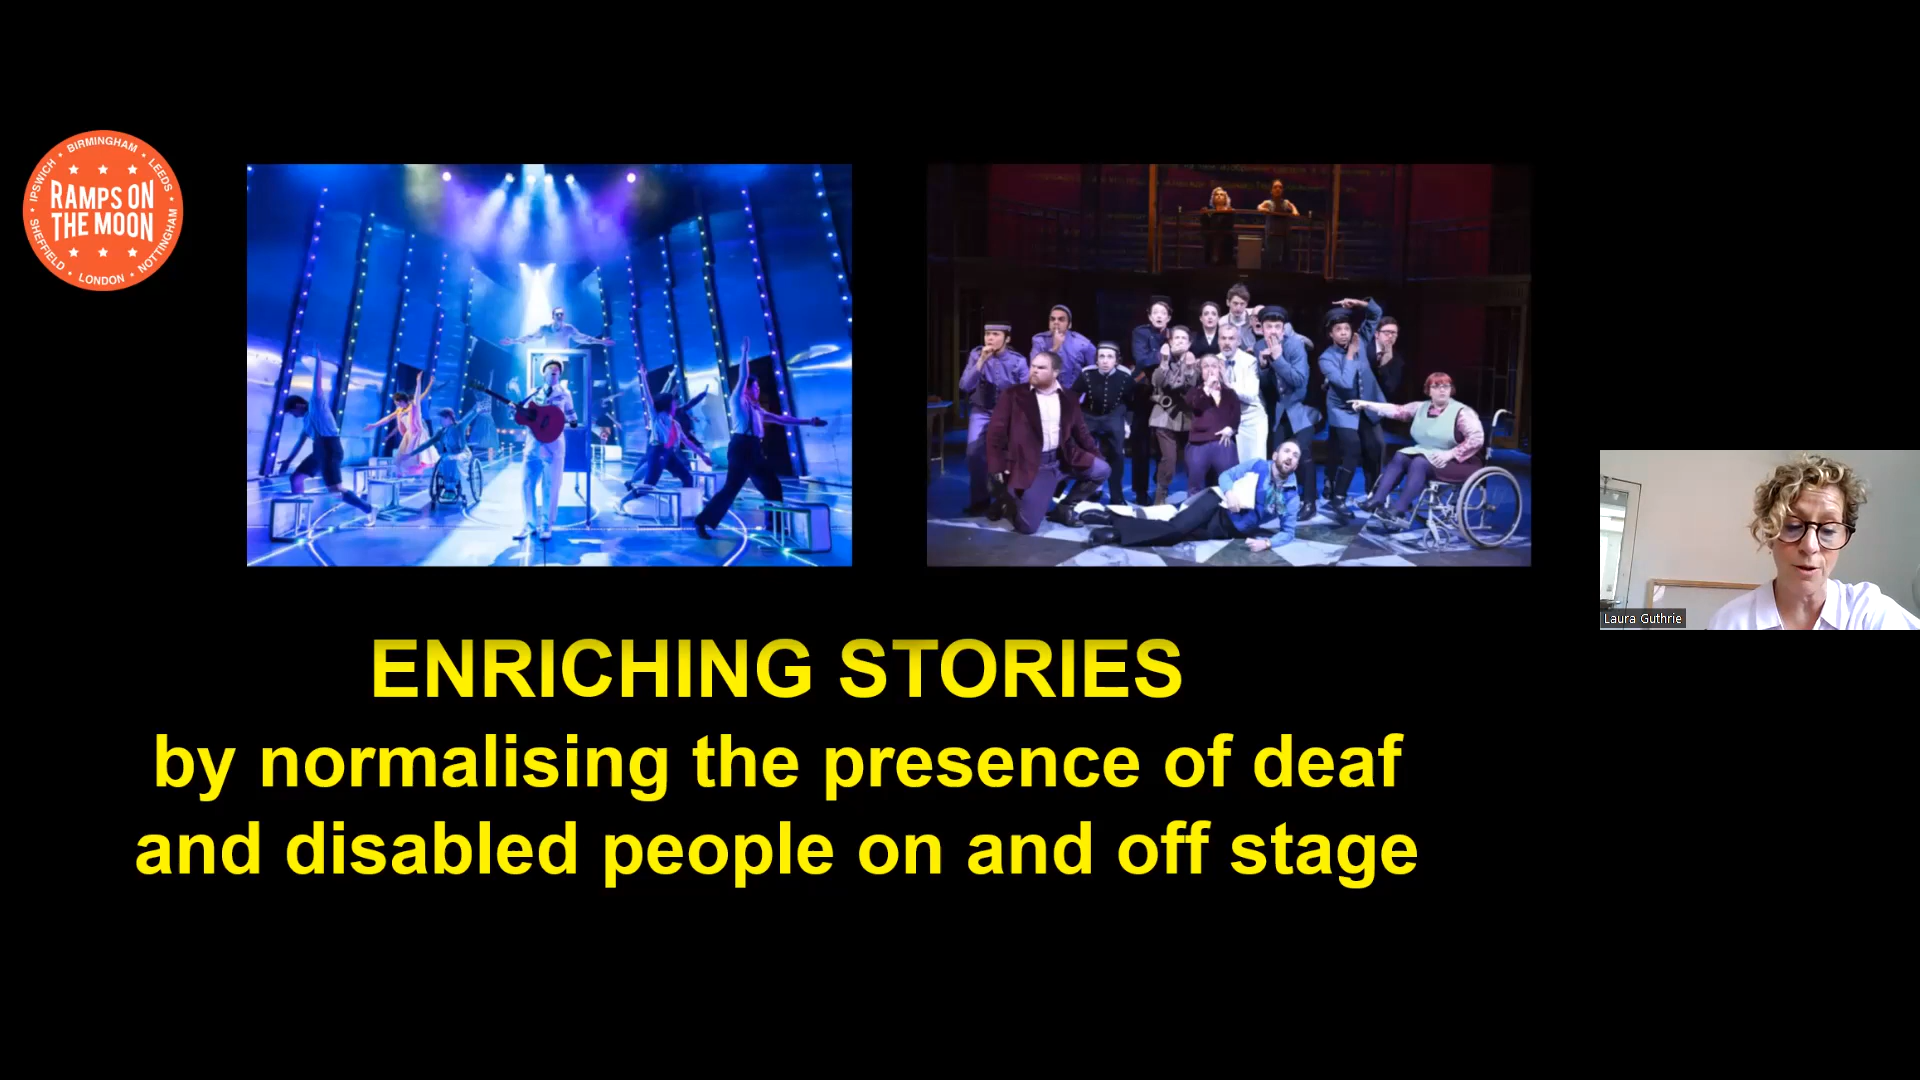 IPSWICH • BIRMINGHAM • LEEDS • NOTTINGHAM • LONDON • SHEFFIELD •
RAMPS ON
THE MOON
ENRICHING STORIES
by normalising the presence of deaf
and disabled people on and off stage
Laura Guthrie